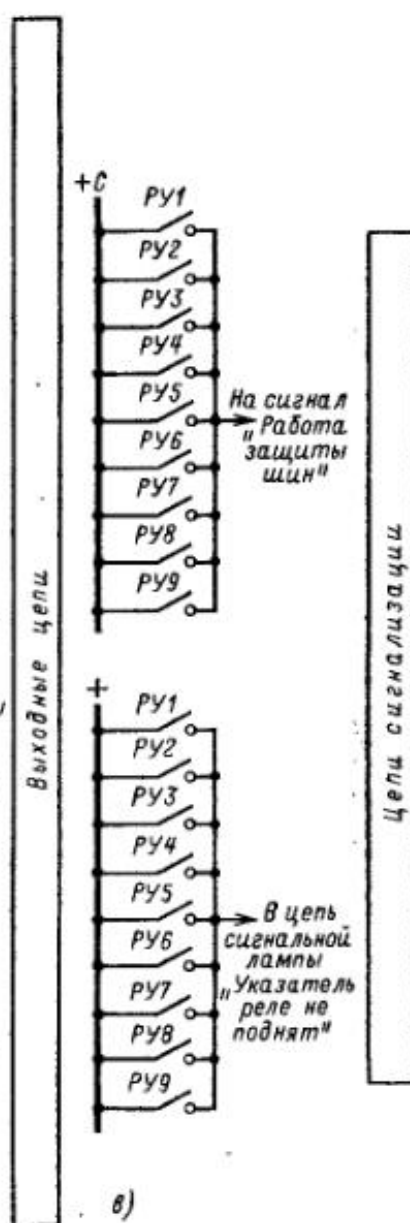 Выходные цепи
+С
РУ1
РУ2
РУ3
РУ4
РУ5
РУ6
РУ7
РУ8
РУ9
На сигнал
"Работа
защиты
шин"
+
РУ1
РУ2
РУ3
РУ4
РУ5
РУ6
РУ7
РУ8
РУ9
В цепь
сигнальной
лампы
"Указатель
реле не
поднят"
Цепи сигнализации
в)